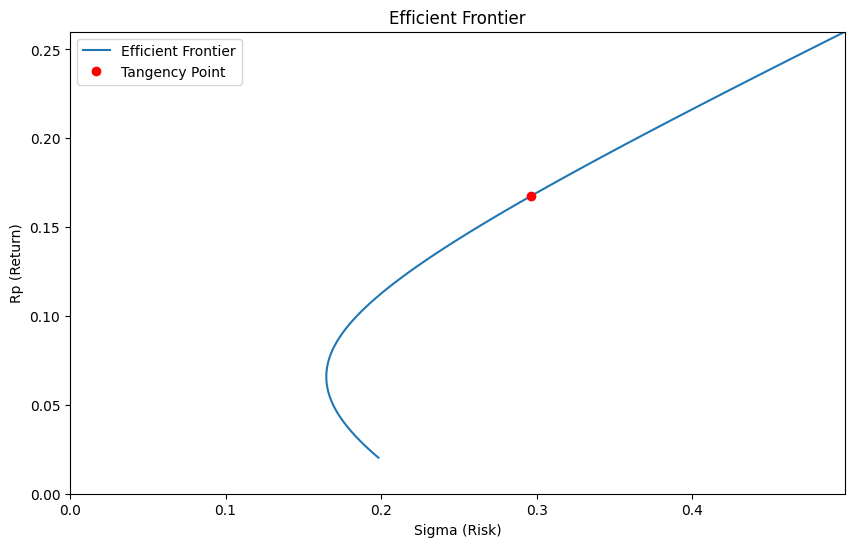 Efficient Frontier
Efficient Frontier
Tangency Point
0.25
0.20
0.15
0.10
0.05
0.00
Rp (Return)
0.0 0.1 0.2 0.3 0.4
Sigma (Risk)